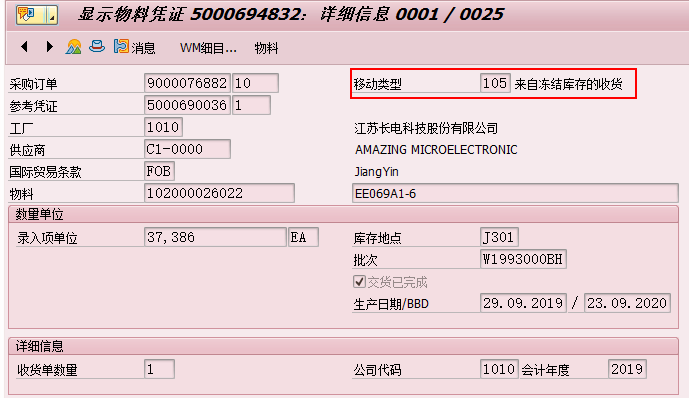 显示物料凭证 5000694832: 详细信息 0001 / 0025
消息 WM细目... 物料
采购订单 9000076882 10 移动类型 105 来自冻结库存的收货
参考凭证 5000690036 1
工厂 1010 江苏长电科技股份有限公司
供应商 C1-0000 AMAZING MICROELECTRONIC
国际贸易条款 FOB JiangYin
物料 102000026022 EE069A1-6
数量单位
录入项单位 37,386 EA 库存地点 J301
批次 W1993000BH
交货已完成
生产日期/BBD 29.09.2019 / 23.09.2020
详细信息
收货单数量 1 公司代码 1010 会计年度 2019